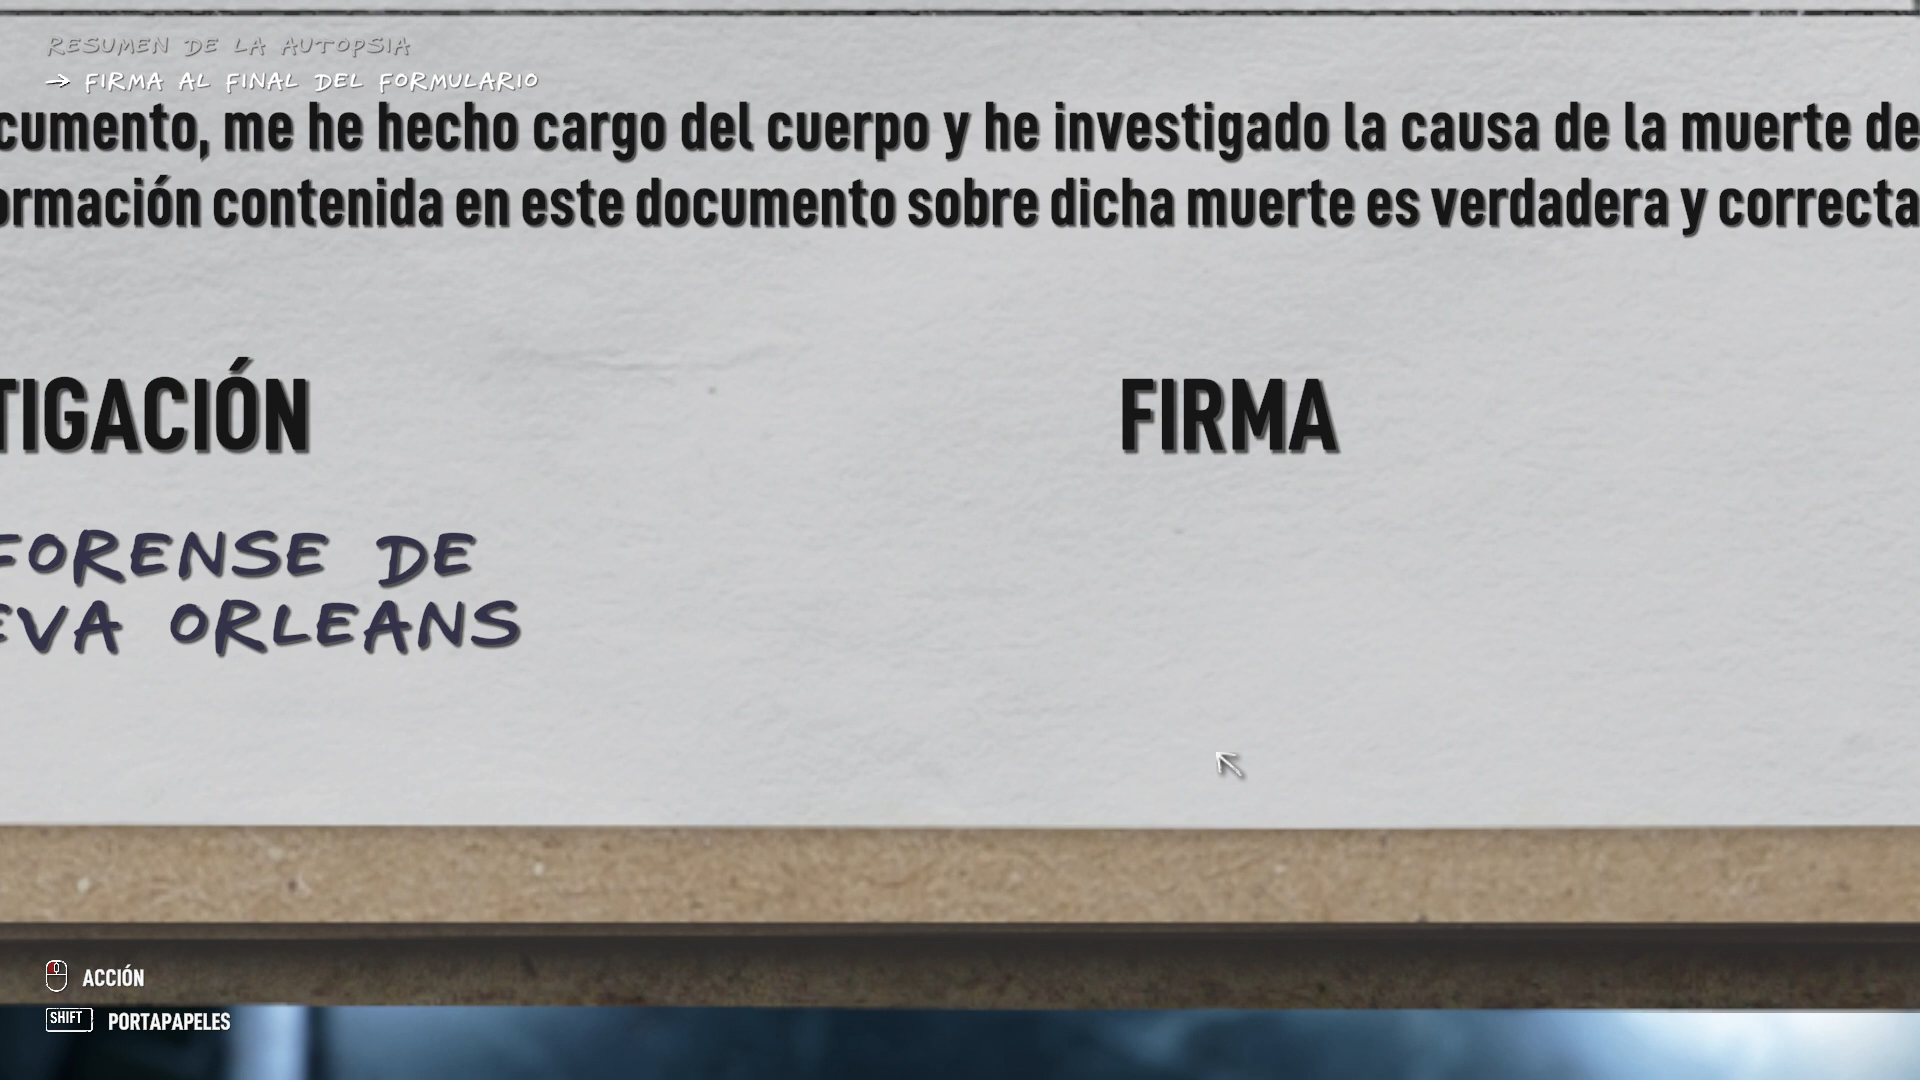 RESUMEN DE LA AUTOPSIA
→ FIRMA AL FINAL DEL FORMULARIO
cumento, me he hecho cargo del cuerpo y he investigado la causa de la muerte de
ormación contenida en este documento sobre dicha muerte es verdadera y correcta
TIGACIÓN
FIRMA
FORENSE DE
EVA ORLEANS
ACCIÓN
SHIFT PORTAPAPELES